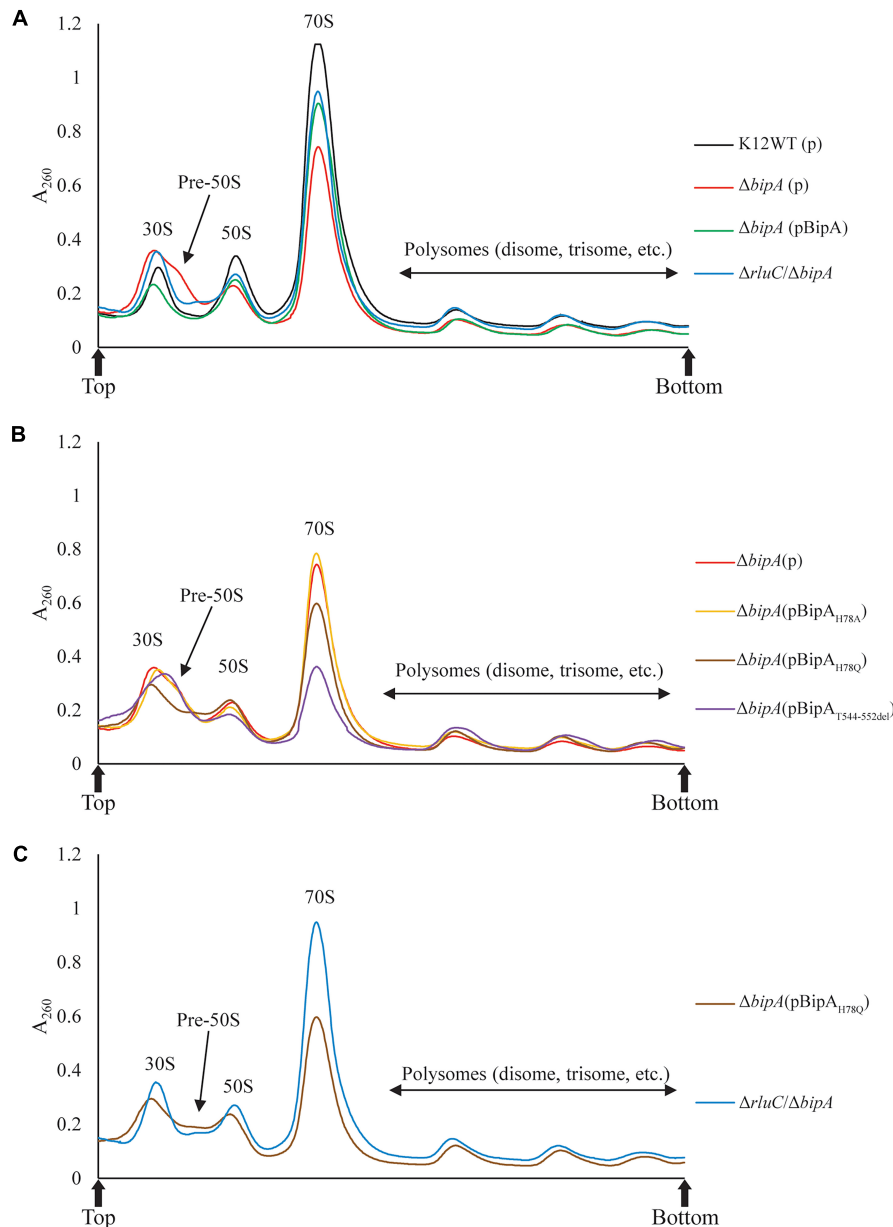 A
1.2
1
0.8
0.6
0.4
0.2
0
A260
70S
Pre-50S
30S
50S
Polysomes (disome, trisome, etc.)
K12WT (p)
ΔbipA (p)
ΔbipA (pBipA)
ΔrluC/ΔbipA
Top
Bottom
B
1.2
1
0.8
0.6
0.4
0.2
0
A260
70S
Pre-50S
30S
50S
Polysomes (disome, trisome, etc.)
ΔbipA(p)
ΔbipA(pBipAH78A)
ΔbipA(pBipAH78Q)
ΔbipA(pBipAT544-552del)
Top
Bottom
C
1.2
1
0.8
0.6
0.4
0.2
0
A260
70S
Pre-50S
30S
50S
Polysomes (disome, trisome, etc.)
ΔbipA(pBipAH78Q)
ΔrluC/ΔbipA
Top
Bottom